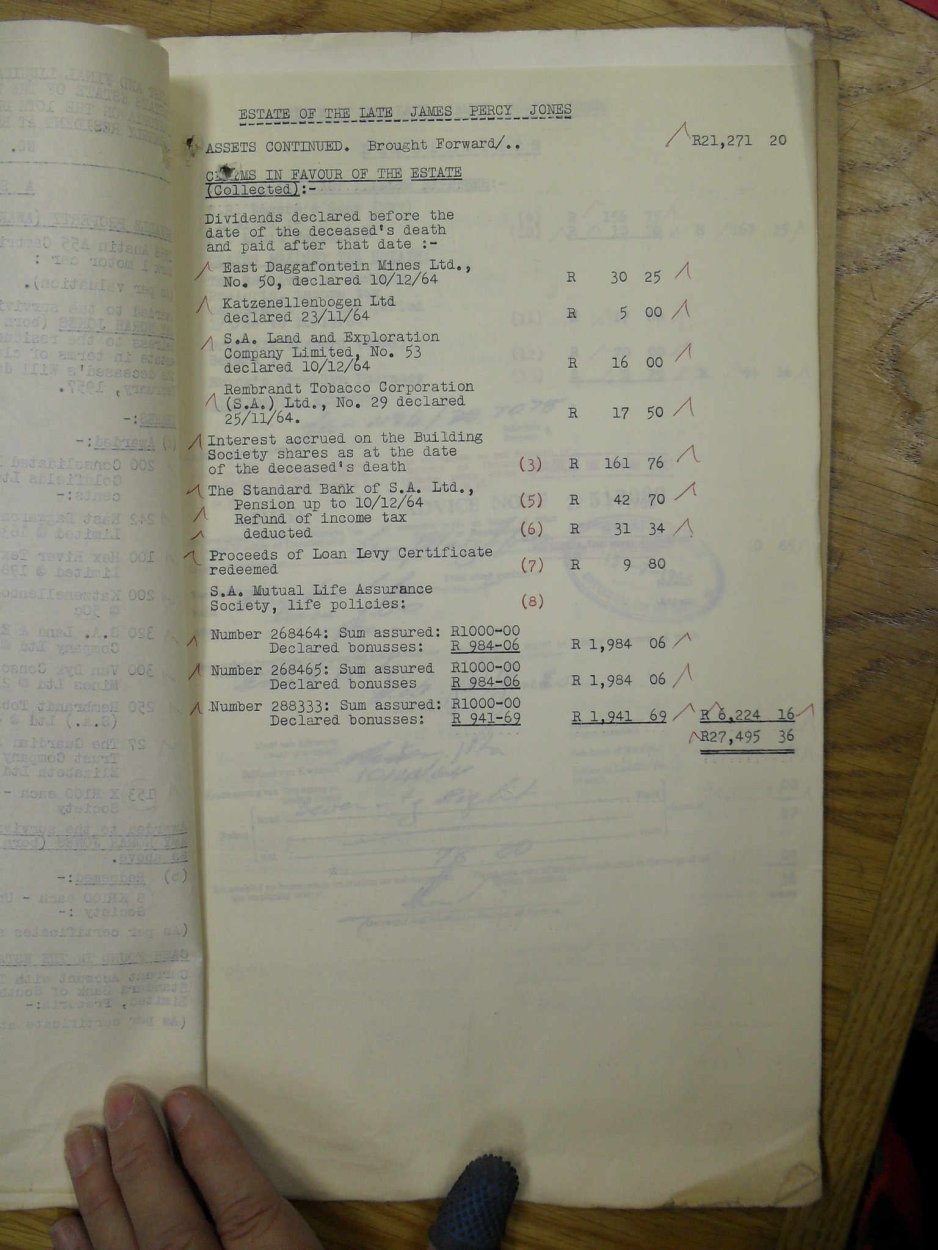 ESTATE OF THE LATE JAMES PERCY JONES
ASSETS CONTINUED. Brought Forward/.. R21,271 20
CLAIMS IN FAVOUR OF THE ESTATE
(Collected):-
Dividends declared before the
date of the deceased's death
and paid after that date :-
East Daggafontein Mines Ltd.,
No. 50, declared 10/12/64 R 30 25
Katzenellenbogen Ltd
declared 23/11/64 R 5 00
S.A. Land and Exploration
Company Limited, No. 53
declared 10/12/64 R 16 00
Rembrandt Tobacco Corporation
(S.A.) Ltd., No. 29 declared
25/11/64. R 17 50
Interest accrued on the Building
Society shares as at the date
of the deceased's death (3) R 161 76
The Standard Bank of S.A. Ltd.,
Pension up to 10/12/64 (5) R 42 70
Refund of income tax
deducted (6) R 31 34
Proceeds of Loan Levy Certificate
redeemed (7) R 9 80
S.A. Mutual Life Assurance
Society, life policies: (8)
Number 268464: Sum assured: R1000-00
Declared bonusses: R 984-06 R 1,984 06
Number 268465: Sum assured R1000-00
Declared bonusses R 984-06 R 1,984 06
Number 288333: Sum assured: R1000-00
Declared bonusses: R 941-69 R 1,941 69 R 6,224 16
R27,495 36